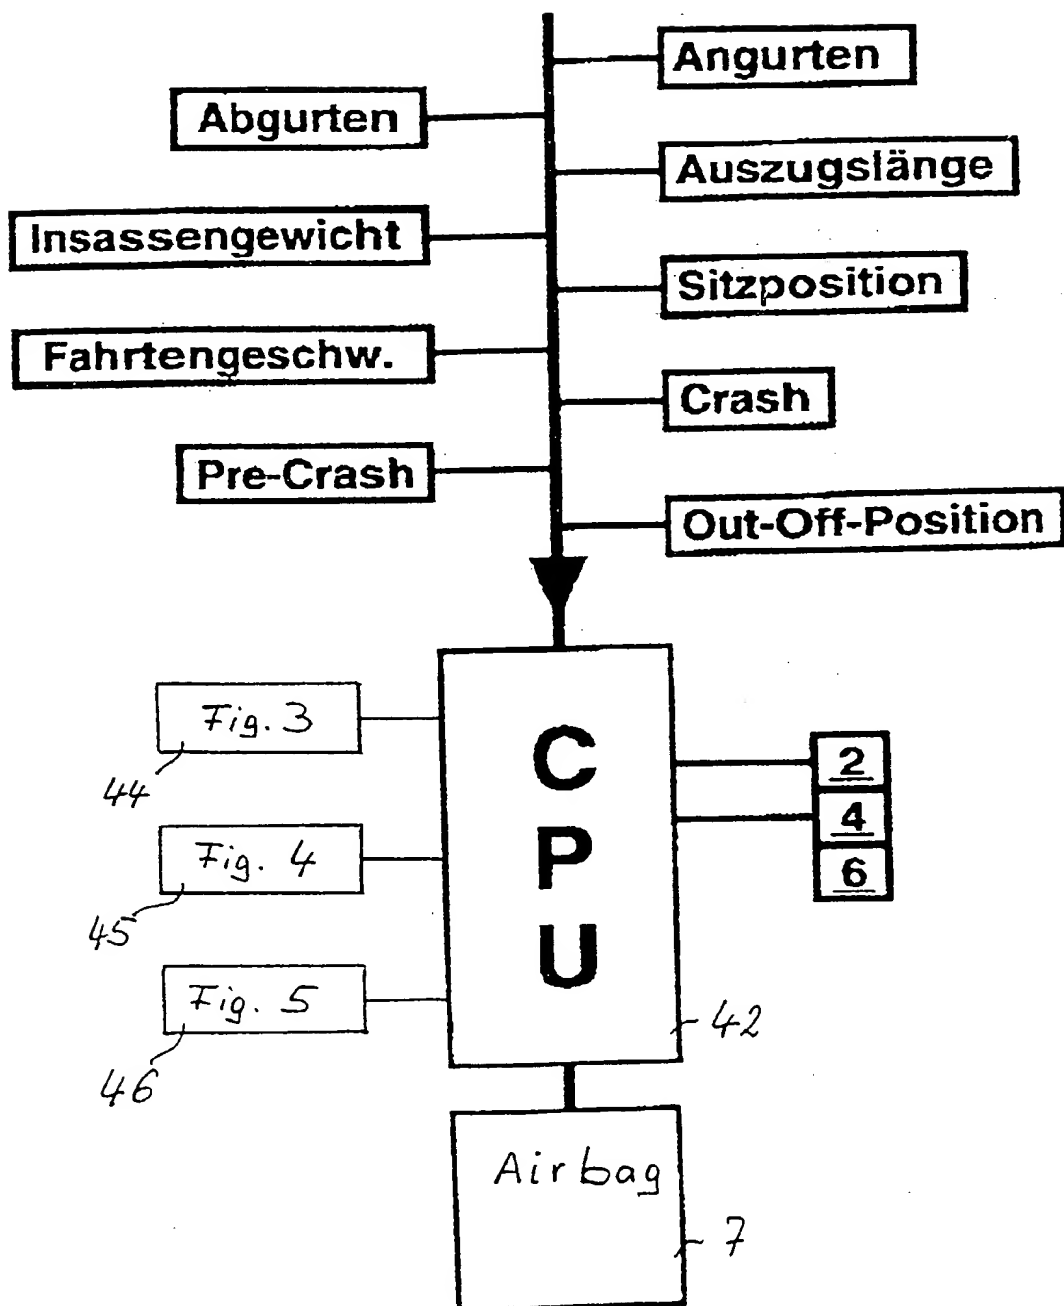 Angurten
Abgurten
Auszugslänge
Insassengewicht
Sitzposition
Fahrtengeschw.
Crash
Pre-Crash
Out-Off-Position
CPU
Fig. 3
44
2
4
Fig. 4
6
45
Fig. 5
42
46
Airbag
7